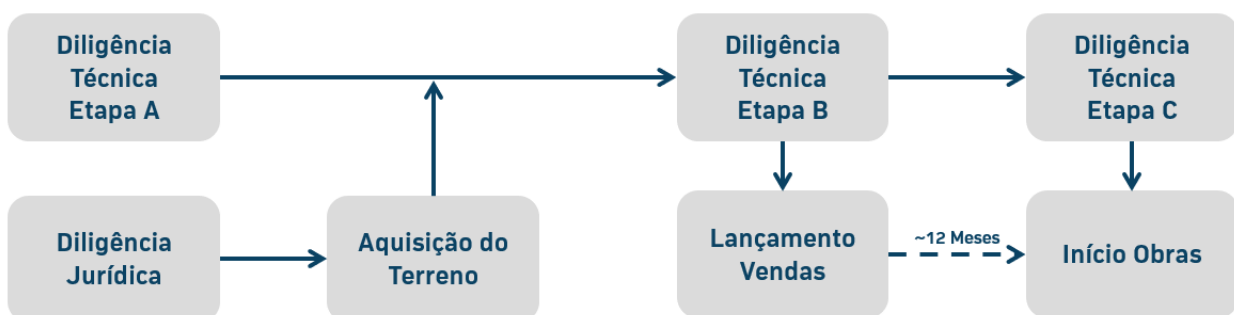 Diligência
Técnica
Etapa A
Diligência
Técnica
Etapa B
Diligência
Técnica
Etapa C
Diligência
Jurídica
Aquisição do
Terreno
Lançamento
Vendas
~12 Meses
Início Obras